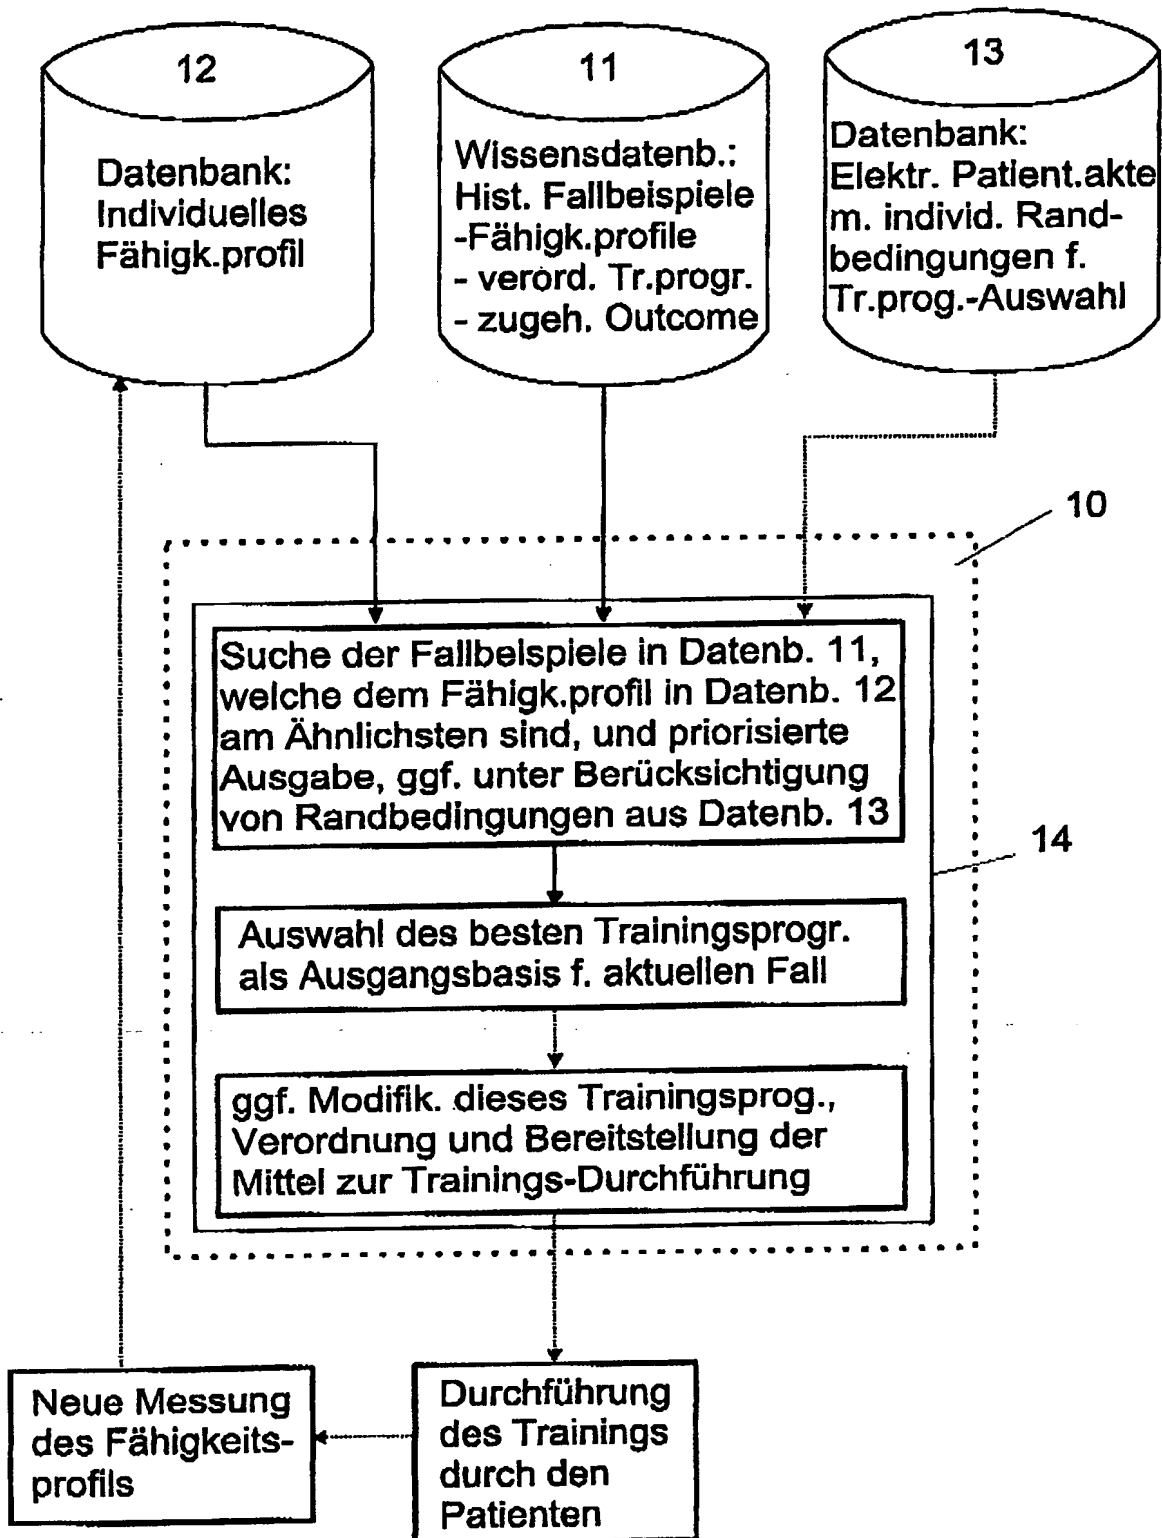 12
Datenbank:
Individuelles
Fähigk.profil
11
Wissensdatenb.:
Hist. Fallbeispiele
-Fähigk.profile
- verord. Tr.progr.
- zugeh. Outcome
13
Datenbank:
Elektr. Patient.akte
m. individ. Rand-
bedingungen f.
Tr.prog.-Auswahl
10
Suche der Fallbeispiele in Datenb. 11,
welche dem Fähigk.profil in Datenb. 12
am Ähnlichsten sind, und priorisierte
Ausgabe, ggf. unter Berücksichtigung
von Randbedingungen aus Datenb. 13
14
Auswahl des besten Trainingsprogr.
als Ausgangsbasis f. aktuellen Fall
ggf. Modifik. dieses Trainingsprog.,
Verordnung und Bereitstellung der
Mittel zur Trainings-Durchführung
Neue Messung
des Fähigkeits-
profils
Durchführung
des Trainings
durch den
Patienten